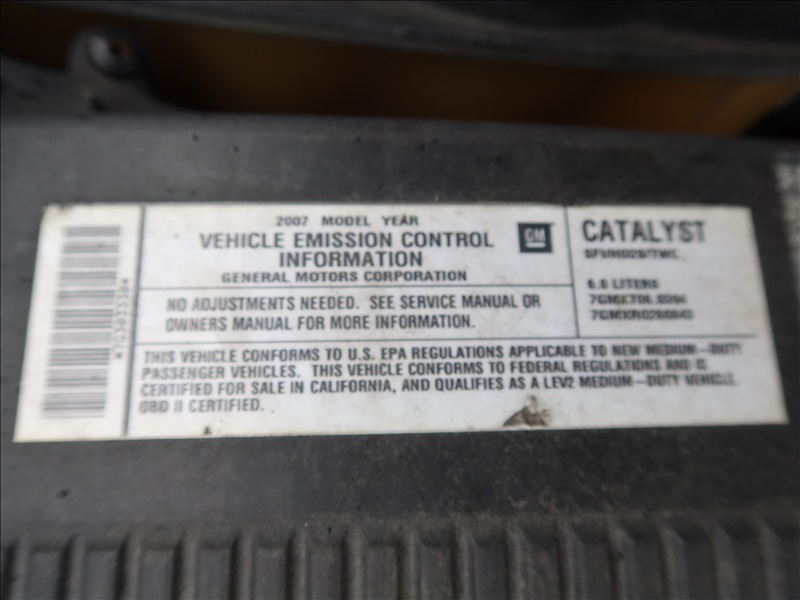 2007 MODEL YEAR
VEHICLE EMISSION CONTROL
INFORMATION
GENERAL MOTORS CORPORATION
GM
NO ADJUSTMENTS NEEDED. SEE SERVICE MANUAL OR
OWNERS MANUAL FOR MORE INFORMATION.
CATALYST
6.0 LITERS
THIS VEHICLE CONFORMS TO U.S. EPA REGULATIONS APPLICABLE TO NEW MEDIUM-DUTY
PASSENGER VEHICLES. THIS VEHICLE CONFORMS TO FEDERAL REGULATIONS AND IS
CERTIFIED FOR SALE IN CALIFORNIA, AND QUALIFIES AS A LEV2 MEDIUM-DUTY VEHICLE.
OBD II CERTIFIED.